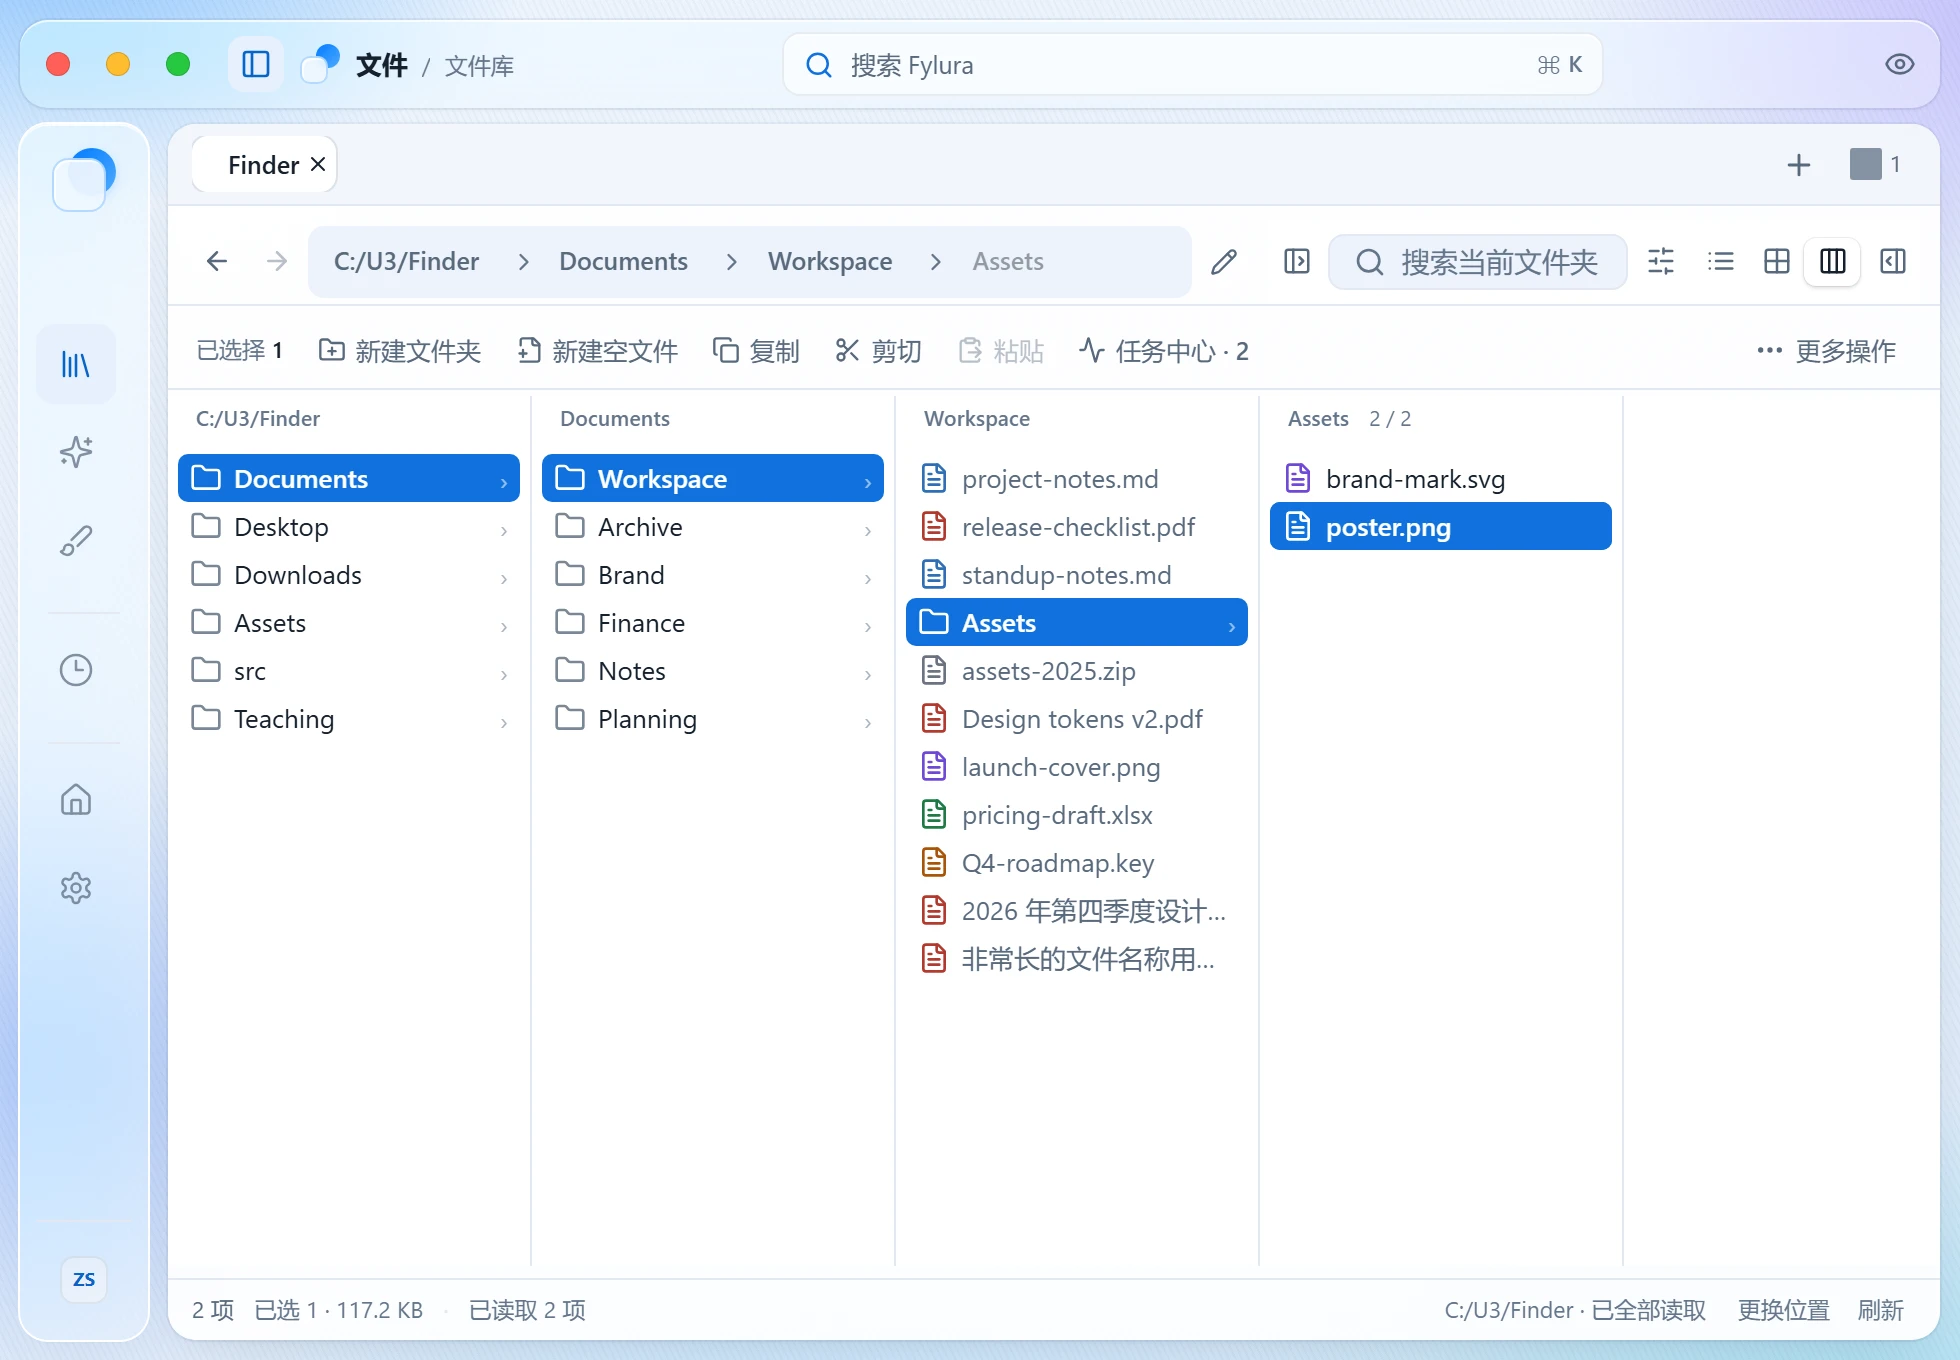 文件 / 文件库
搜索 Fylura ⌘ K
Finder
1
C:/U3/Finder > Documents > Workspace > Assets
搜索当前文件夹
已选择 1 新建文件夹 新建空文件 复制 剪切 粘贴 任务中心 · 2 ··· 更多操作
C:/U3/Finder
Documents
Desktop
Downloads
Assets
src
Teaching
Documents
Workspace
Archive
Brand
Finance
Notes
Planning
Workspace
project-notes.md
release-checklist.pdf
standup-notes.md
Assets
assets-2025.zip
Design tokens v2.pdf
launch-cover.png
pricing-draft.xlsx
Q4-roadmap.key
2026 年第四季度设计...
非常长的文件名称用...
Assets 2 / 2
brand-mark.svg
poster.png
ZS
2 项 已选 1 · 117.2 KB · 已读取 2 项
C:/U3/Finder · 已全部读取 更换位置 刷新